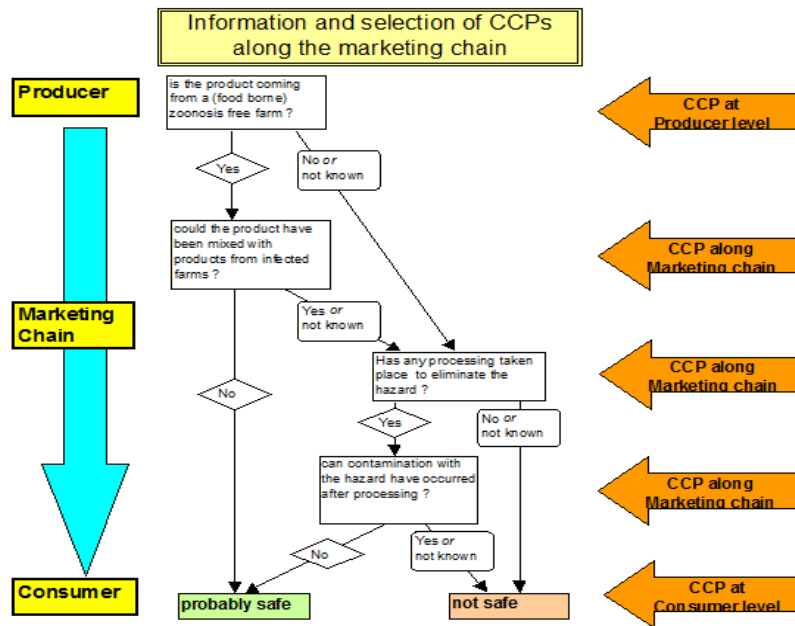 Information and selection of CCPs
along the marketing chain
Producer
is the product coming
from a (food borne)
zoonosis free farm ?
CCP at
Producer level
Yes
No or
not known
could the product have
been mixed with
products from infected
farms ?
CCP along
Marketing chain
Marketing
Chain
Yes or
not known
Has any processing taken
place to eliminate the
hazard ?
CCP along
Marketing chain
No
Yes
No or
not known
can contamination with
the hazard have occurred
after processing ?
CCP along
Marketing chain
No
Yes or
not known
Consumer
probably safe
not safe
CCP at
Consumer level